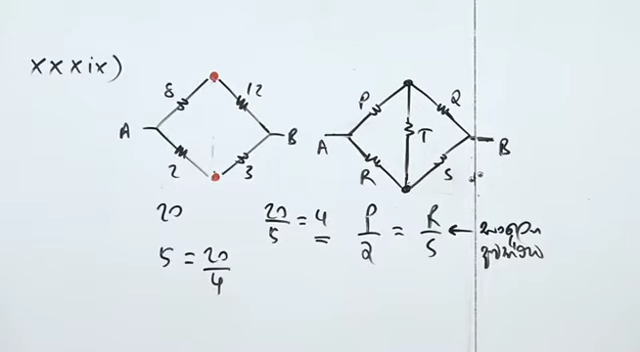 xxxix)
8 12 P Q
A B A T B
2 3 R S
20 20/5 = 4 P/Q = R/S ←
5 = 20/4